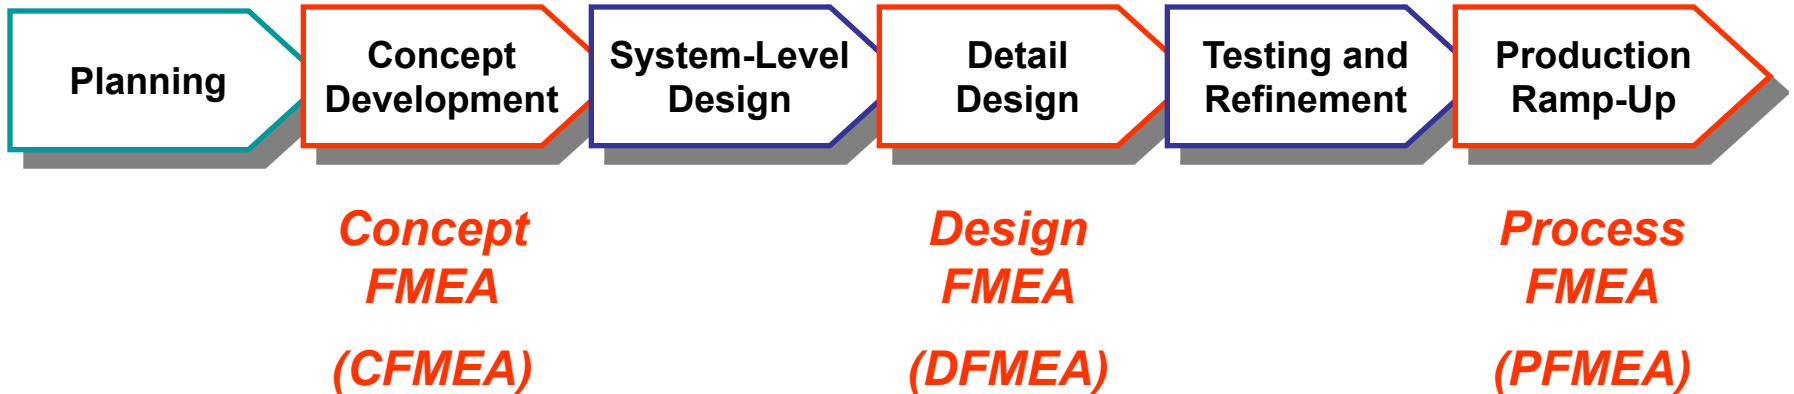 Planning
Concept
Development
System-Level
Design
Detail
Design
Testing and
Refinement
Production
Ramp-Up
Concept
FMEA
(CFMEA)
Design
FMEA
(DFMEA)
Process
FMEA
(PFMEA)